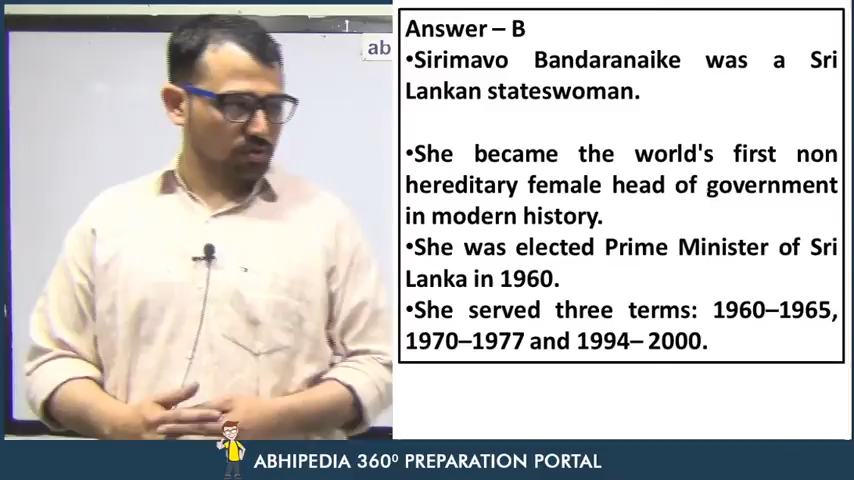 ab
Answer – B
•Sirimavo Bandaranaike was a Sri
Lankan stateswoman.
•She became the world's first non
hereditary female head of government
in modern history.
•She was elected Prime Minister of Sri
Lanka in 1960.
•She served three terms: 1960–1965,
1970–1977 and 1994– 2000.
ABHIPEDIA 360⁰ PREPARATION PORTAL